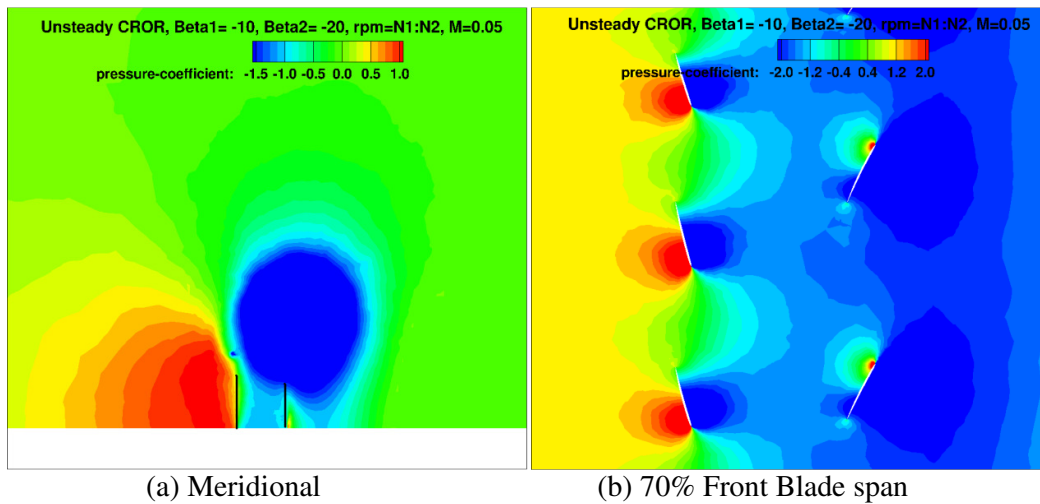 Unsteady CROR, Beta1= -10, Beta2= -20, rpm=N1:N2, M=0.05
pressure-coefficient: -1.5 -1.0 -0.5 0.0 0.5 1.0
Unsteady CROR, Beta1= -10, Beta2= -20, rpm=N1:N2, M=0.05
pressure-coefficient: -2.0 -1.2 -0.4 0.4 1.2 2.0
(a) Meridional
(b) 70% Front Blade span